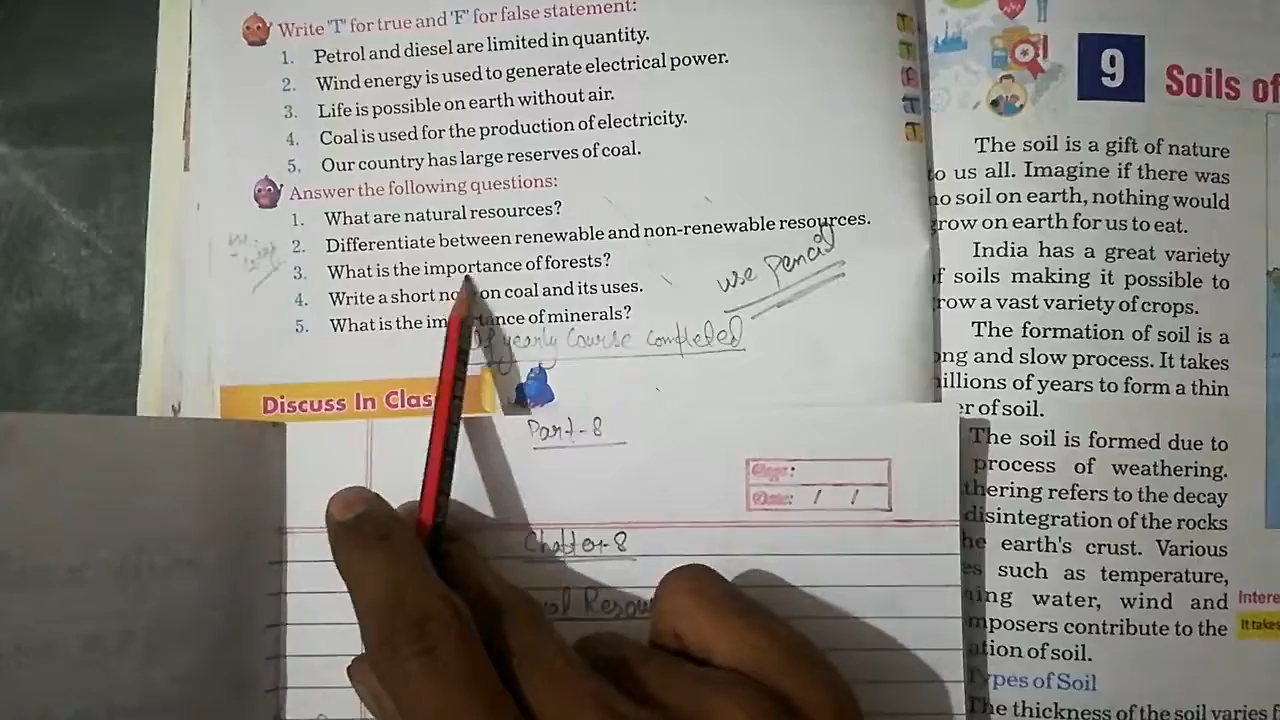 Write 'T' for true and 'F' for false statement:
1. Petrol and diesel are limited in quantity.
2. Wind energy is used to generate electrical power.
3. Life is possible on earth without air.
4. Coal is used for the production of electricity.
5. Our country has large reserves of coal.
T
T
F
T
T
Answer the following questions:
1. What are natural resources?
2. Differentiate between renewable and non-renewable resources.
3. What is the importance of forests?
4. Write a short no on coal and its uses.
5. What is the im tance of minerals?
use pencil
yearly Course completed
Discuss In Clas
Part-8
Page:
Date: / /
Chapter-8
Resou
9 Soils of
The soil is a gift of nature
to us all. Imagine if there was
no soil on earth, nothing would
grow on earth for us to eat.
India has a great variety
of soils making it possible to
row a vast variety of crops.
The formation of soil is a
ong and slow process. It takes
illions of years to form a thin
er of soil.
The soil is formed due to
process of weathering.
thering refers to the decay
disintegration of the rocks
he earth's crust. Various
es such as temperature,
ning water, wind and
mposers contribute to the
ation of soil.
Types of Soil
The thickness of the soil varies f
Intere
It takes